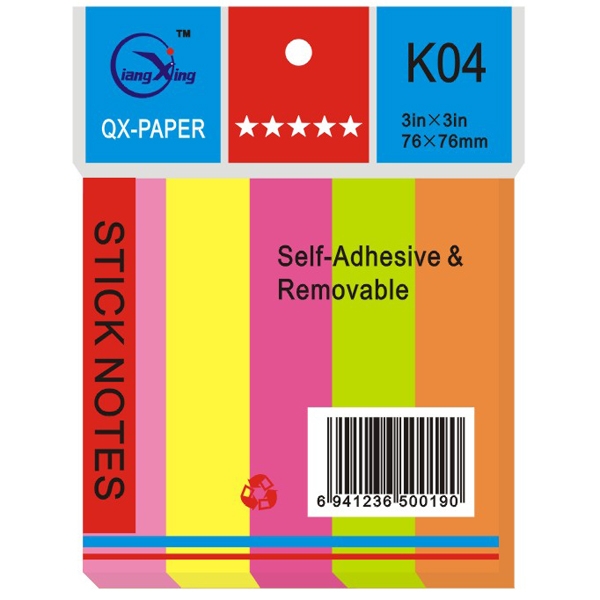 TM
QiangXing
QX-PAPER
K04
3in×3in
76×76mm
STICK NOTES
Self-Adhesive &
Removable
6 941236 500190